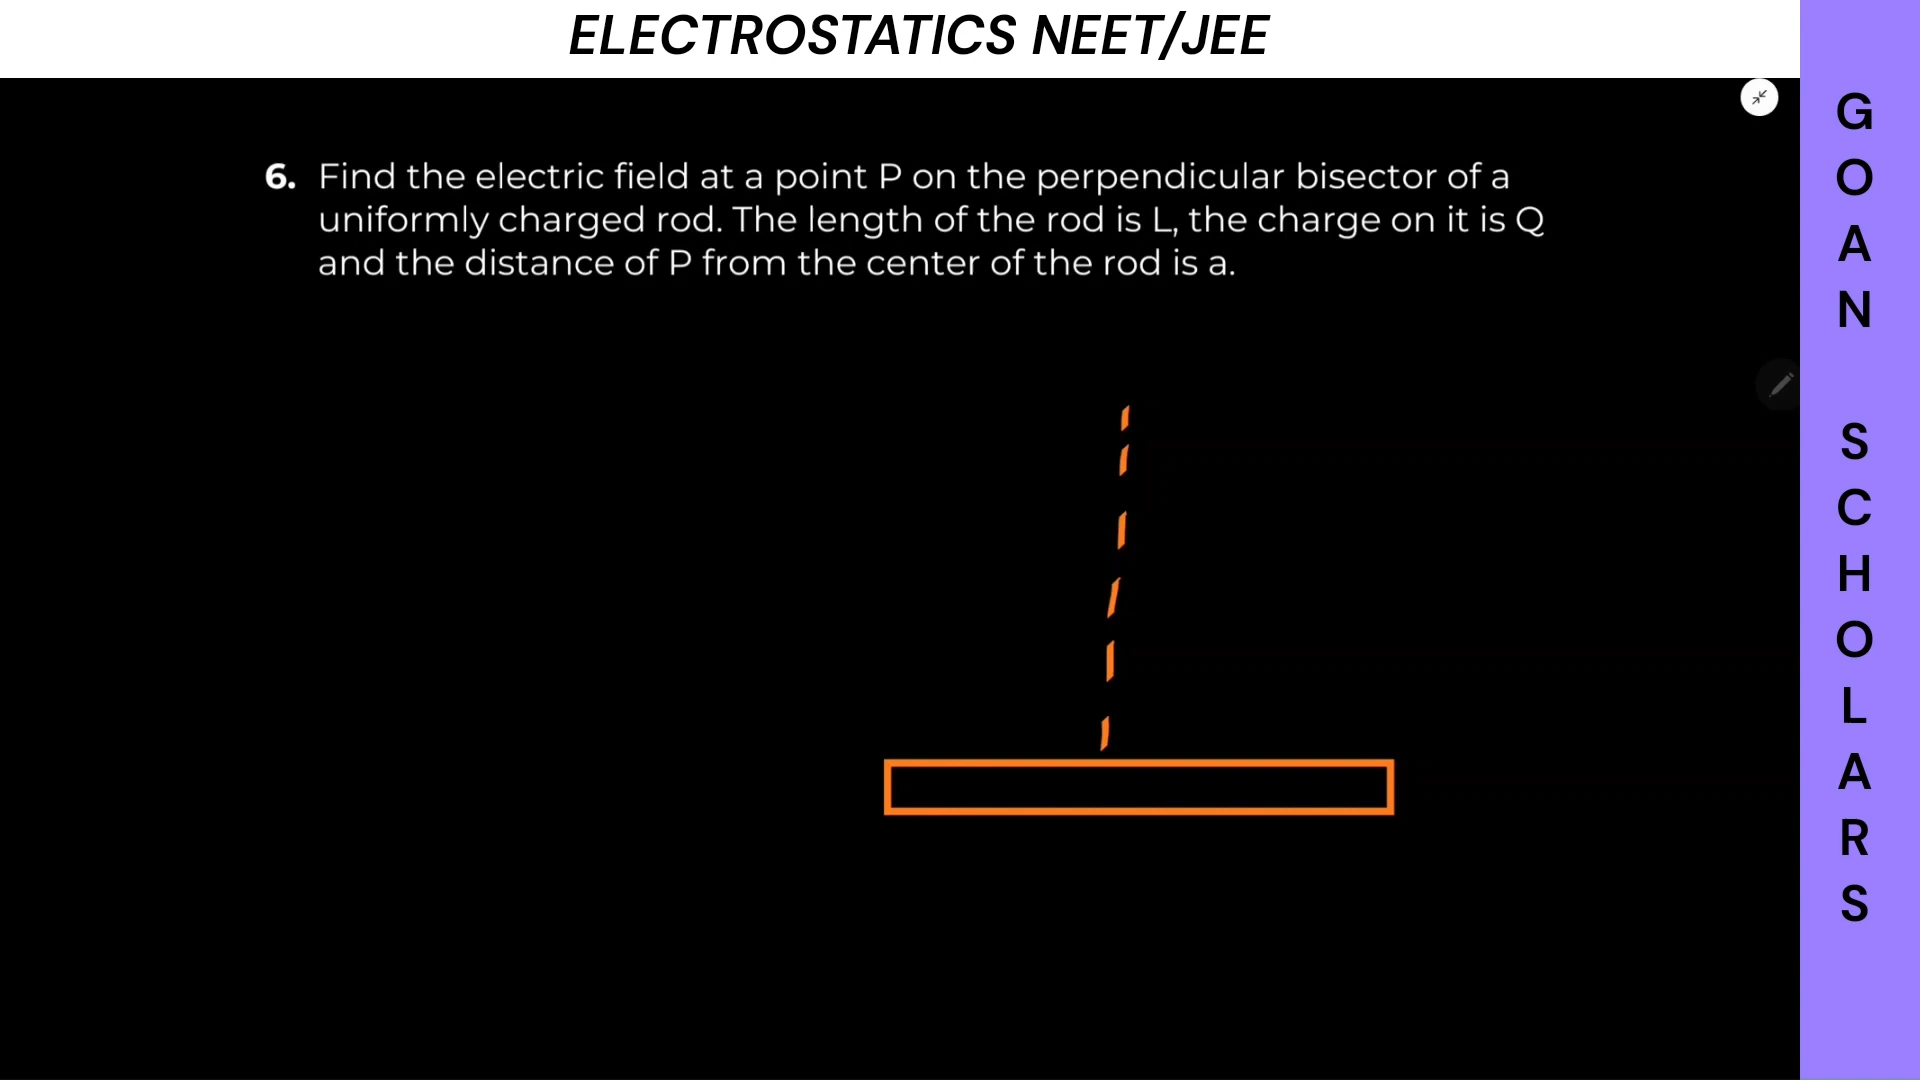 ELECTROSTATICS NEET/JEE
6. Find the electric field at a point P on the perpendicular bisector of a
uniformly charged rod. The length of the rod is L, the charge on it is Q
and the distance of P from the center of the rod is a.
GOAN SCHOLARS